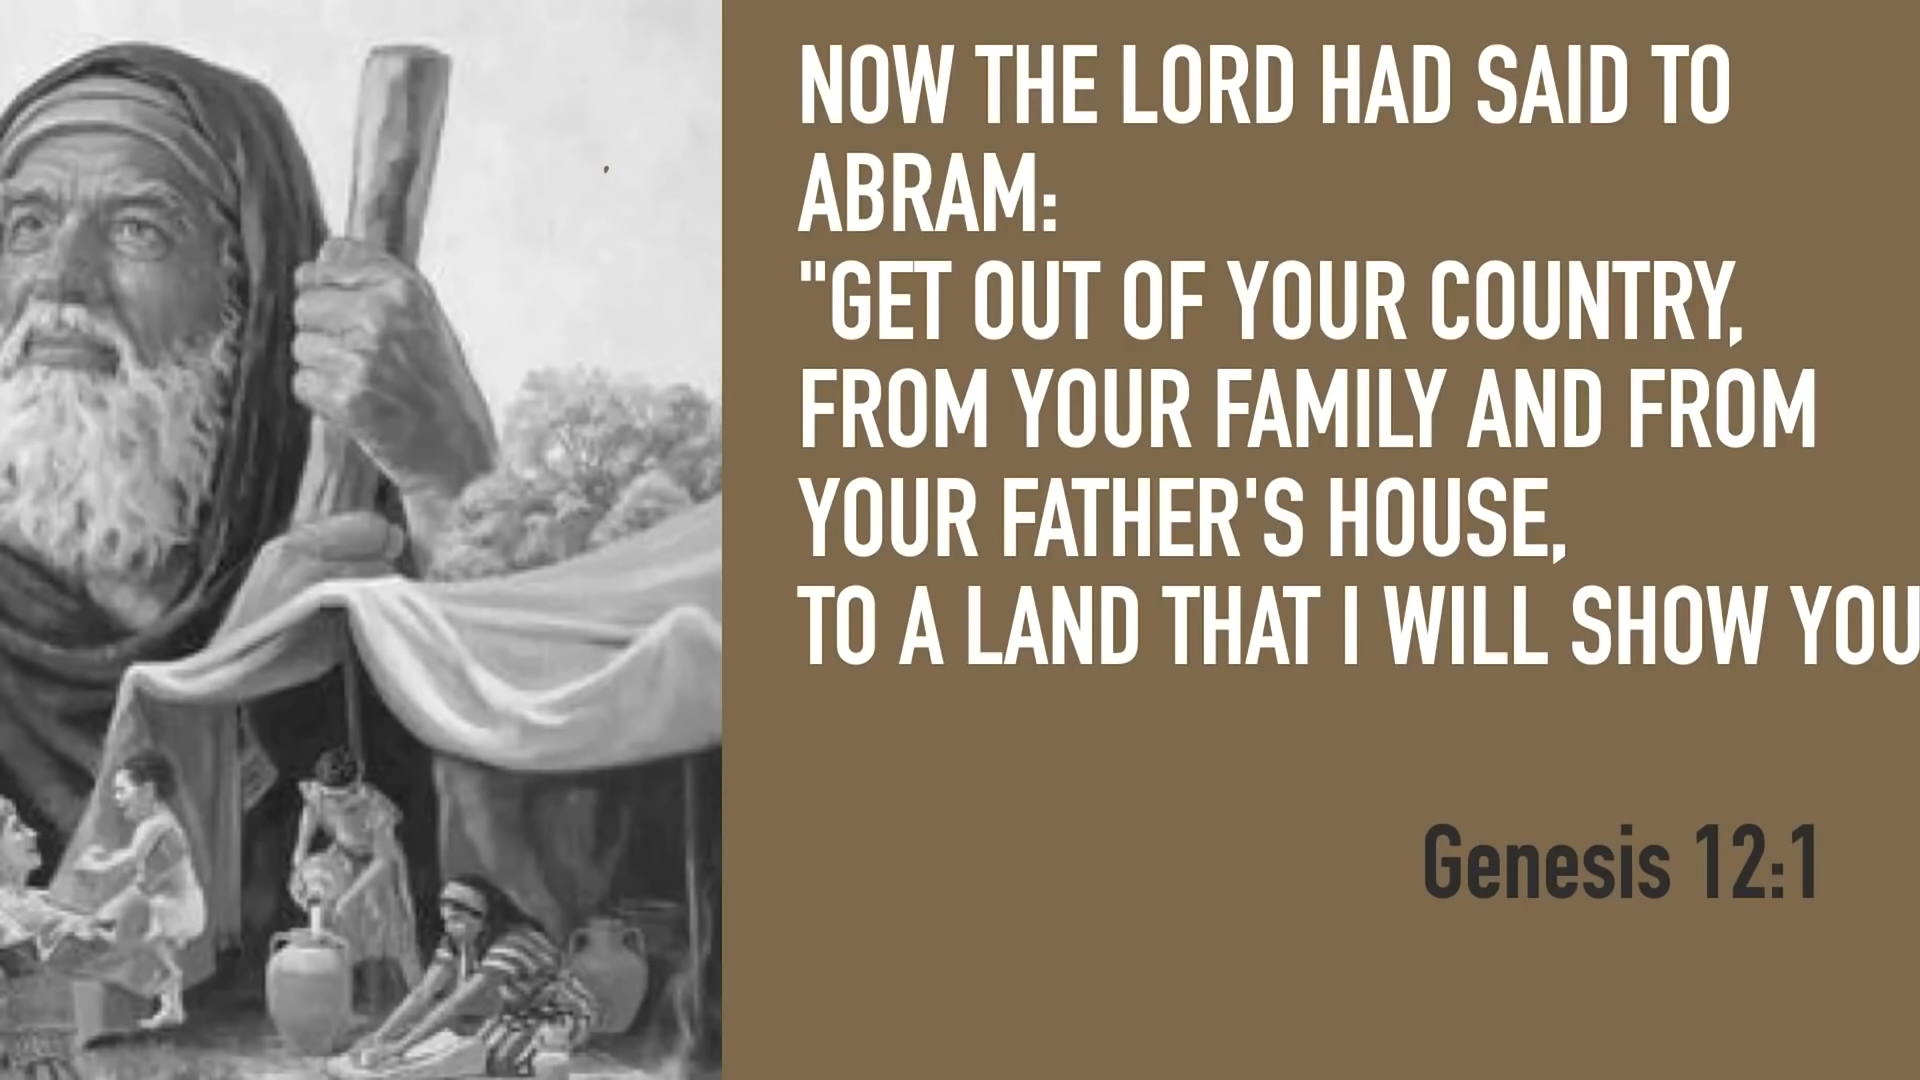 NOW THE LORD HAD SAID TO
ABRAM:
"GET OUT OF YOUR COUNTRY,
FROM YOUR FAMILY AND FROM
YOUR FATHER'S HOUSE,
TO A LAND THAT I WILL SHOW YOU
Genesis 12:1